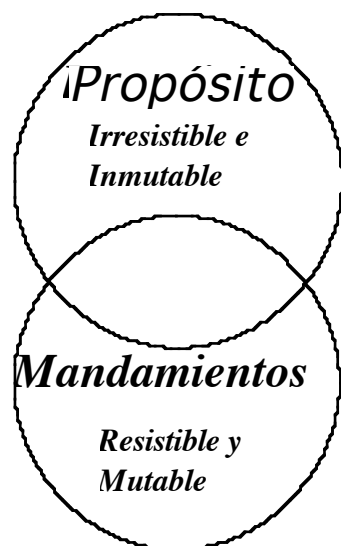 Propósito
Irresistible e
Inmutable
Mandamientos
Resistible y
Mutable